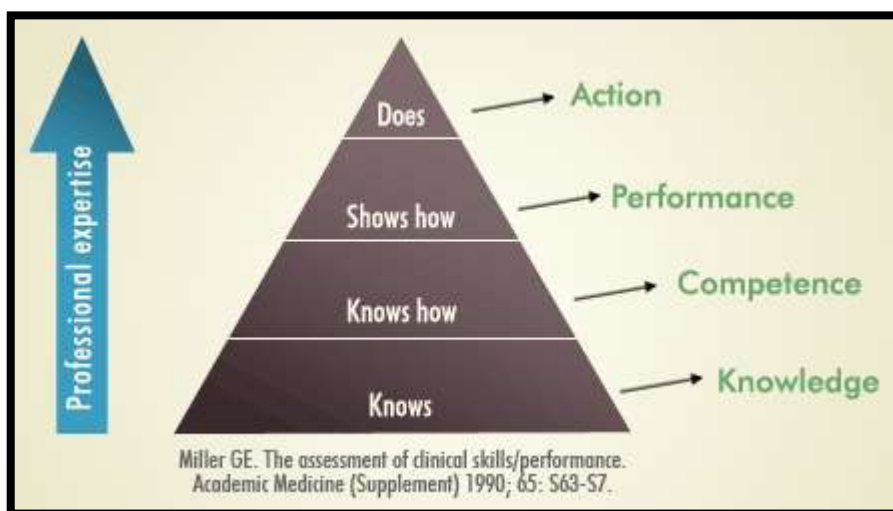 Professional expertise
Does
Action
Shows how
Performance
Knows how
Competence
Knows
Knowledge
Miller GE. The assessment of clinical skills/performance.
Academic Medicine (Supplement) 1990; 65: S63-S7.